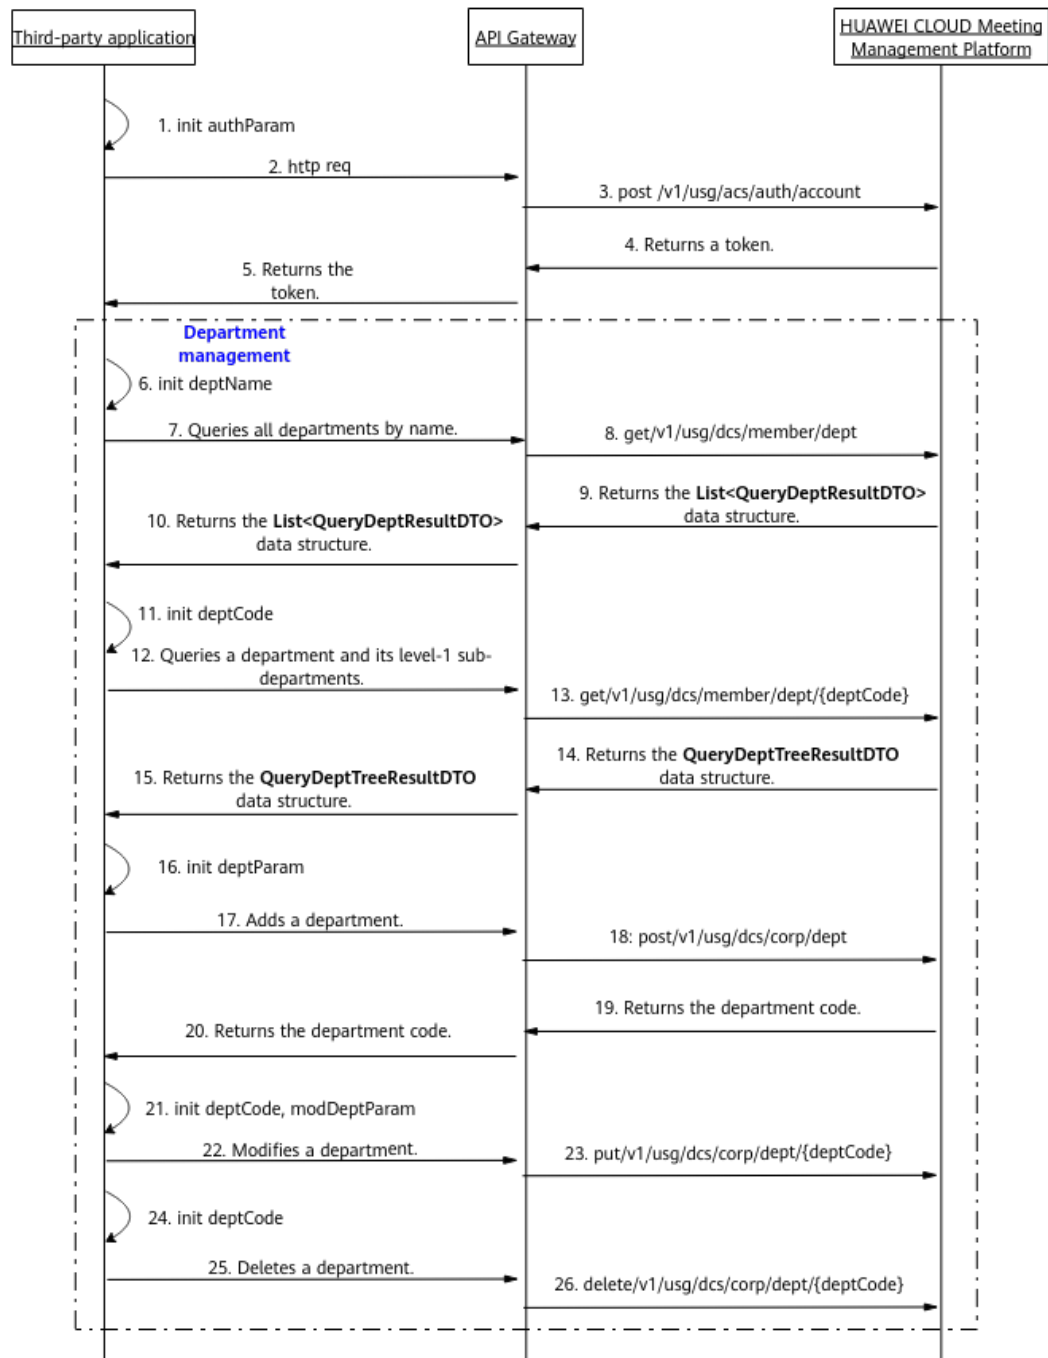 Third-party application
API Gateway
HUAWEI CLOUD Meeting
Management Platform
1. init authParam
2. http req
3. post /v1/usg/acs/auth/account
4. Returns a token.
5. Returns the
token.
Department
management
6. init deptName
7. Queries all departments by name.
8. get/v1/usg/dcs/member/dept
9. Returns the List<QueryDeptResultDTO>
data structure.
10. Returns the List<QueryDeptResultDTO>
data structure.
11. init deptCode
12. Queries a department and its level-1 sub-
departments.
13. get/v1/usg/dcs/member/dept/{deptCode}
14. Returns the QueryDeptTreeResultDTO
data structure.
15. Returns the QueryDeptTreeResultDTO
data structure.
16. init deptParam
17. Adds a department.
18: post/v1/usg/dcs/corp/dept
19. Returns the department code.
20. Returns the department code.
21. init deptCode, modDeptParam
22. Modifies a department.
23. put/v1/usg/dcs/corp/dept/{deptCode}
24. init deptCode
25. Deletes a department.
26. delete/v1/usg/dcs/corp/dept/{deptCode}